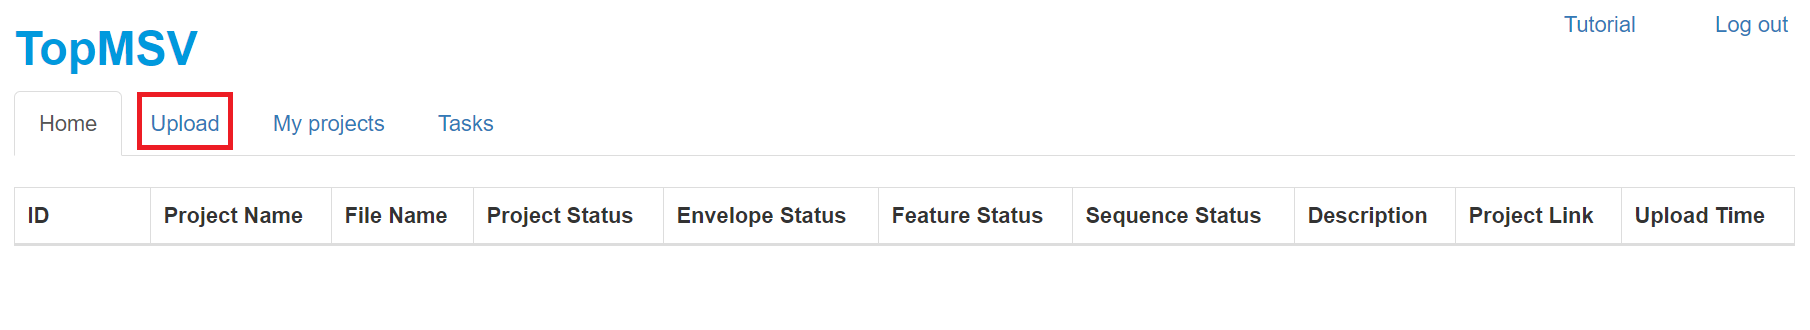 Tutorial Log out
TopMSV
Home Upload My projects Tasks
ID Project Name File Name Project Status Envelope Status Feature Status Sequence Status Description Project Link Upload Time